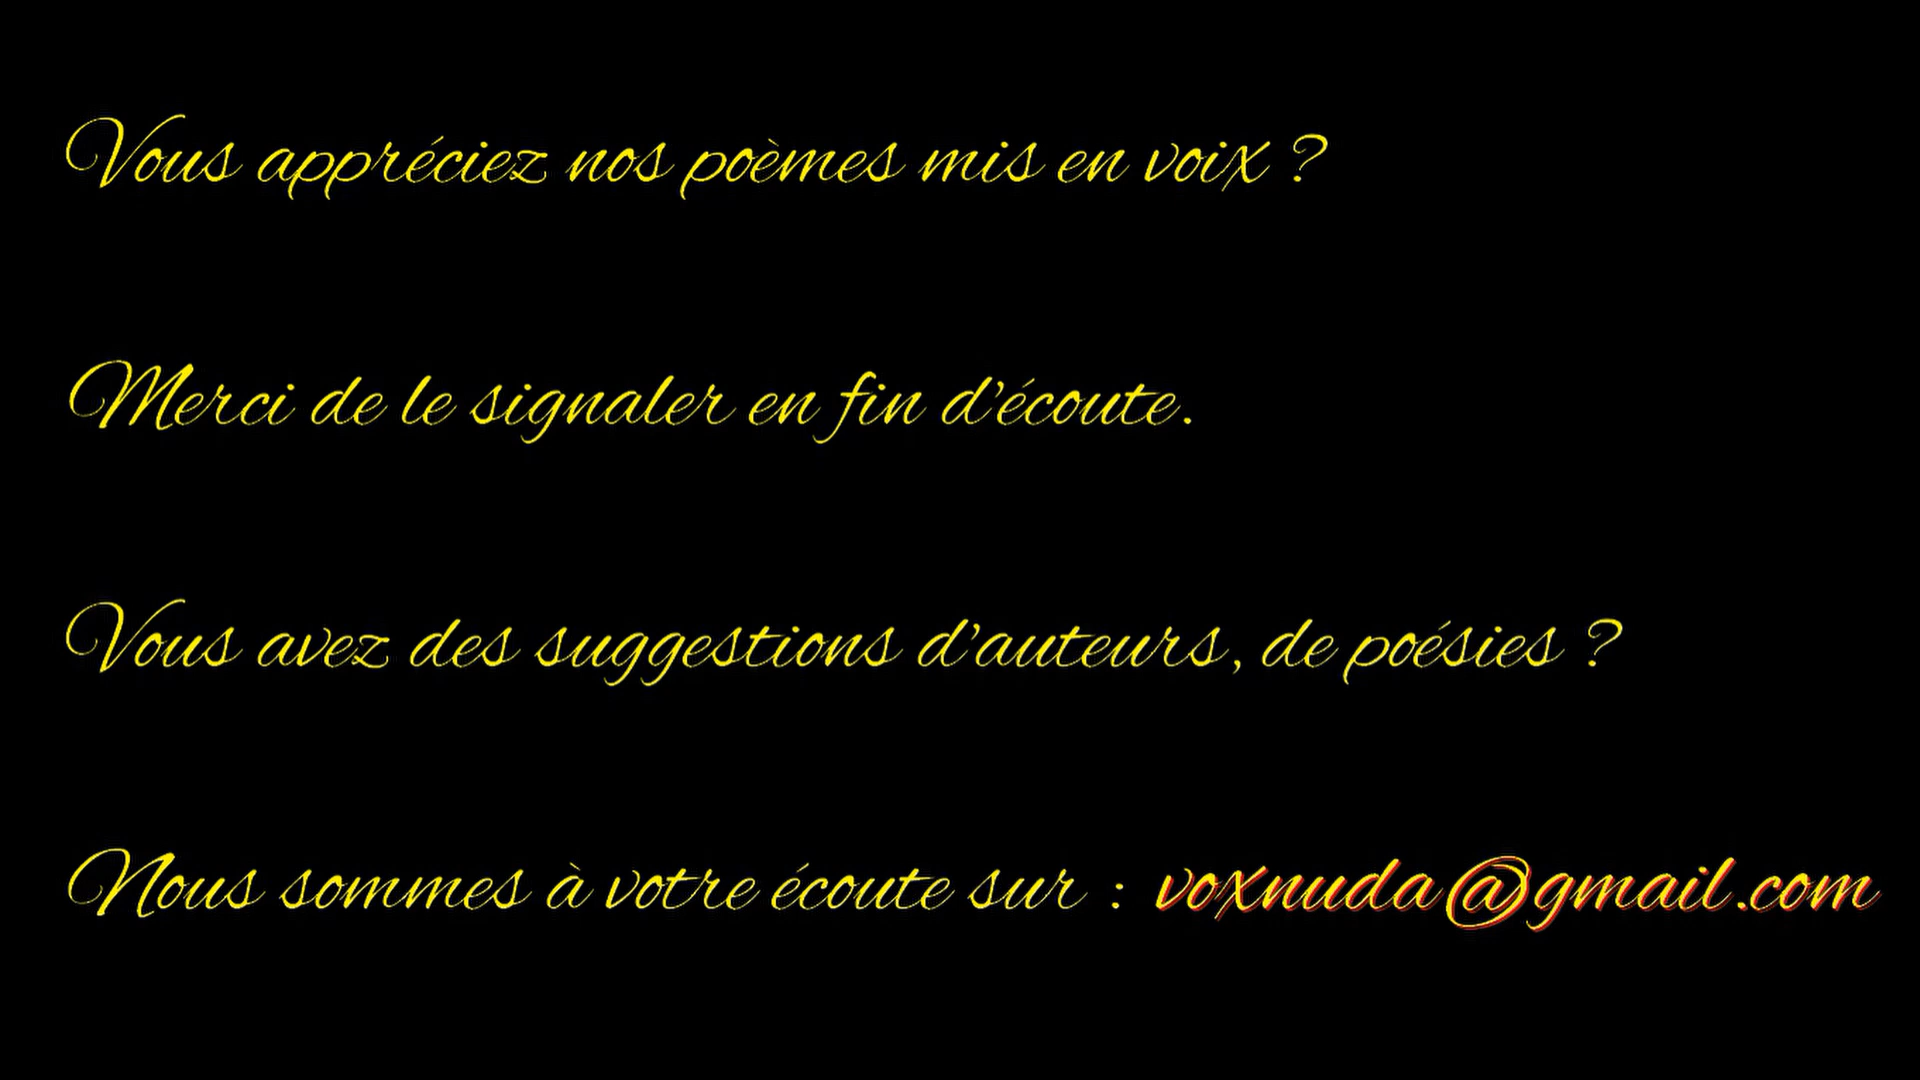 Vous appréciez nos poèmes mis en voix ?
Merci de le signaler en fin d'écoute.
Vous avez des suggestions d'auteurs, de poésies ?
Nous sommes à votre écoute sur : voxnuda@gmail.com